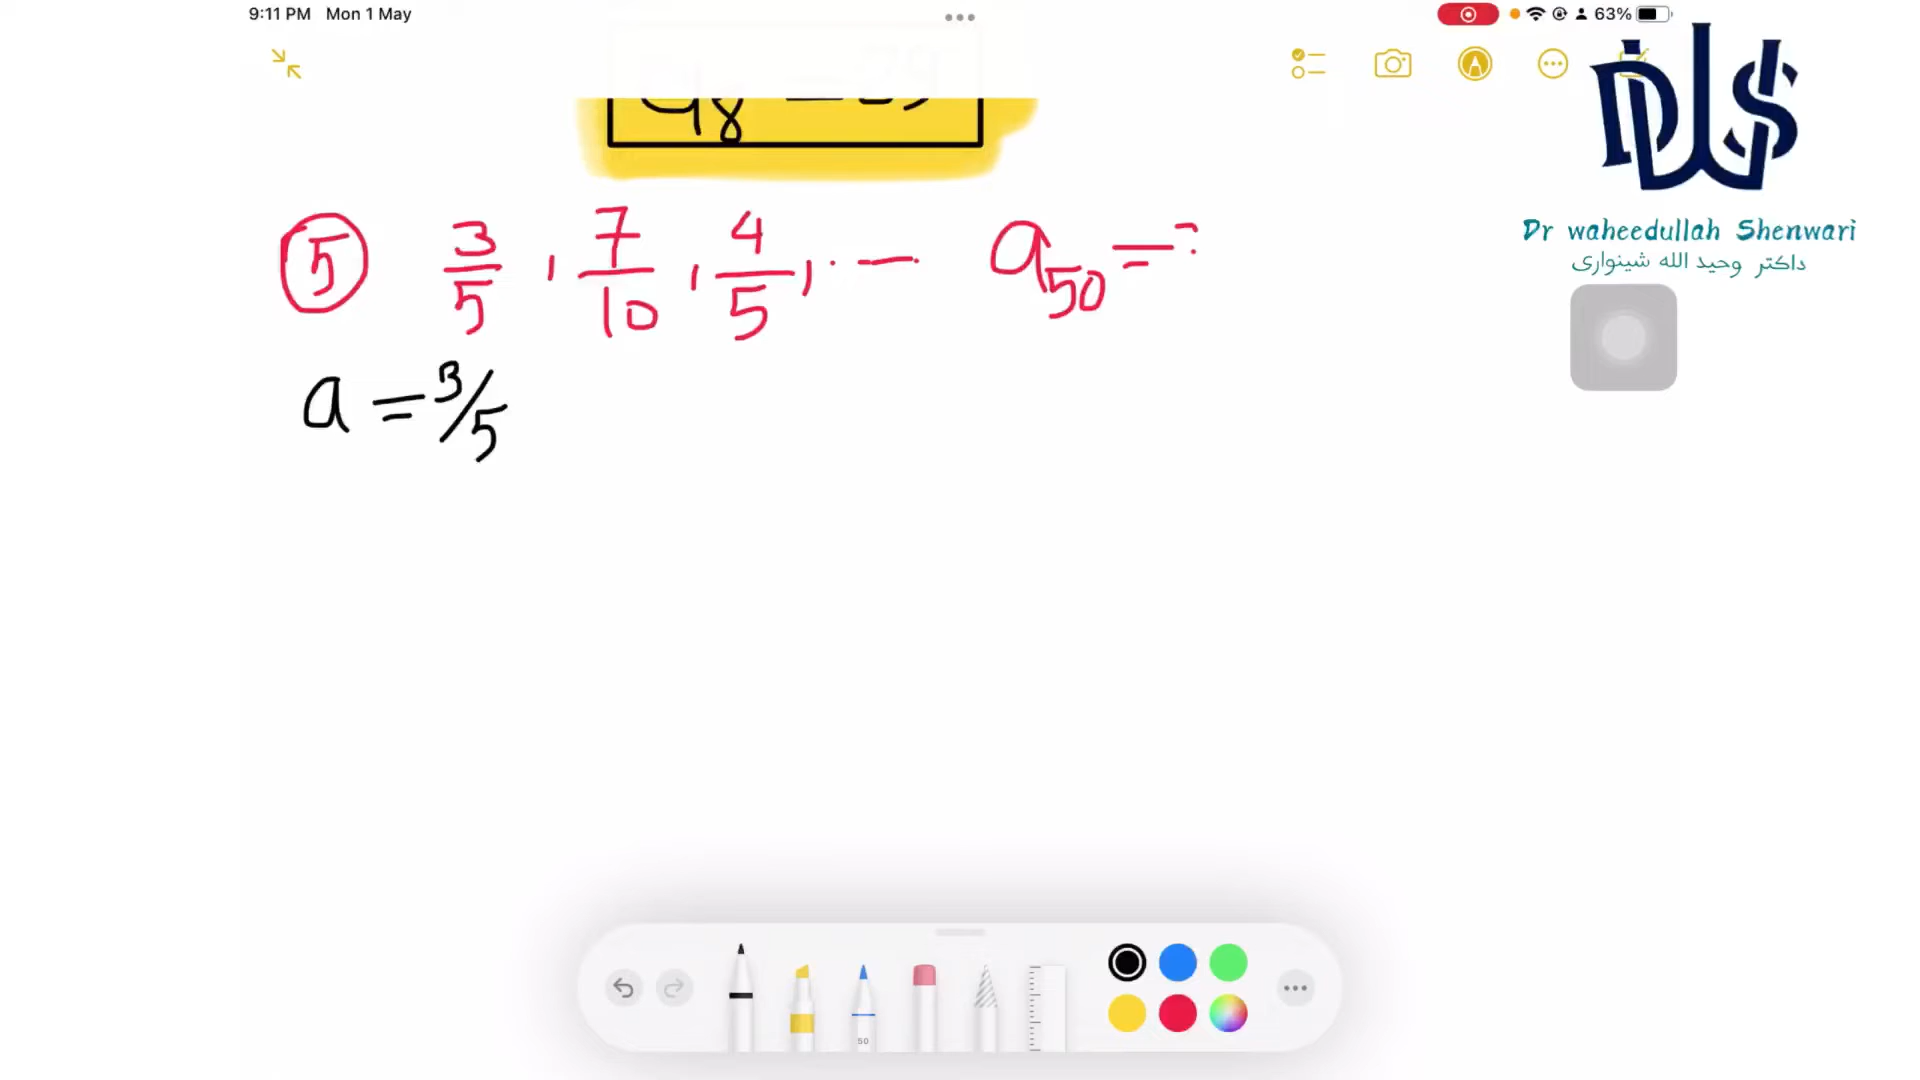 9:11 PM Mon 1 May
63%
Dr waheedullah Shenwari
داکتر وحید الله شینواری
5 3/5 , 7/10 , 4/5 , ... a₅₀ = ?
a = 3/5
50